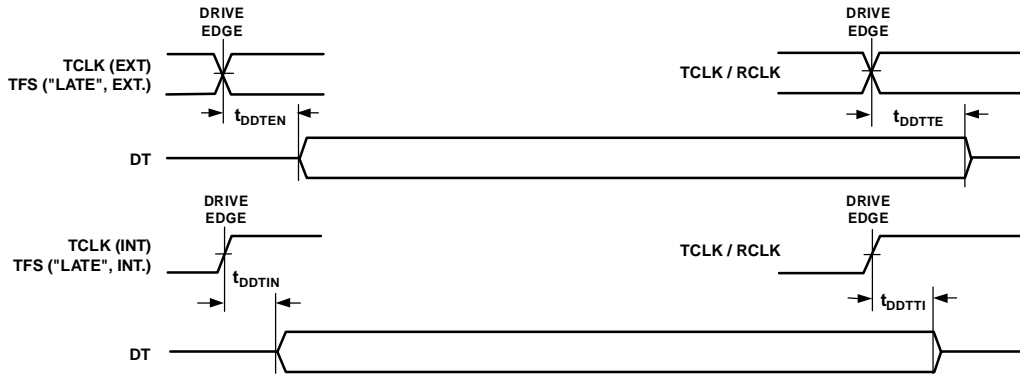 DRIVE
EDGE
DRIVE
EDGE
TCLK (EXT)
TFS ("LATE", EXT.)
TCLK / RCLK
tDDTEN
tDDTTE
DT
DRIVE
EDGE
DRIVE
EDGE
TCLK (INT)
TFS ("LATE", INT.)
TCLK / RCLK
tDDTIN
tDDTTI
DT